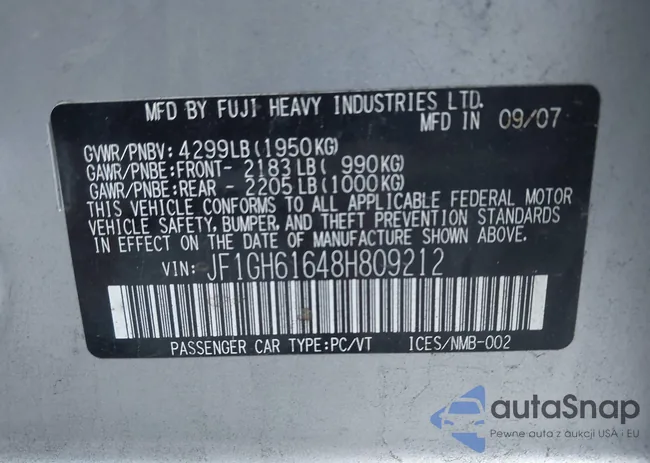 MFD BY FUJI HEAVY INDUSTRIES LTD.
MFD IN 09/07
GVWR/PNBV: 4299LB(1950KG)
GAWR/PNBE:FRONT- 2183LB( 990KG)
GAWR/PNBE:REAR - 2205LB(1000KG)
THIS VEHICLE CONFORMS TO ALL APPLICABLE FEDERAL MOTOR
VEHICLE SAFETY, BUMPER, AND THEFT PREVENTION STANDARDS
IN EFFECT ON THE DATE OF MANUFACTURE SHOWN ABOVE.
VIN: JF1GH61648H809212
PASSENGER CAR TYPE:PC/VT ICES/NMB-002
autoSnap
Pewne auta z aukcji USA - EU